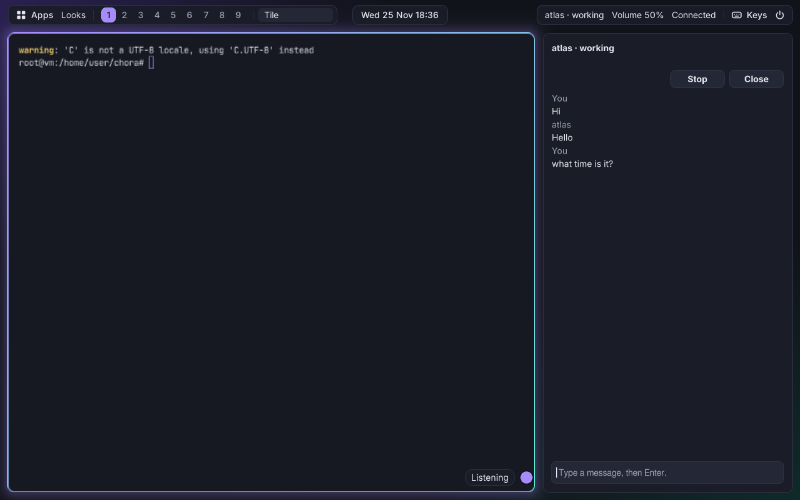 Apps Looks 1 2 3 4 5 6 7 8 9 Tile Wed 25 Nov 18:36 atlas · working Volume 50% Connected Keys
warning: 'C' is not a UTF-8 locale, using 'C.UTF-8' instead
root@vm:/home/user/chora#
Listening
atlas · working
Stop Close
You
Hi
atlas
Hello
You
what time is it?
Type a message, then Enter.